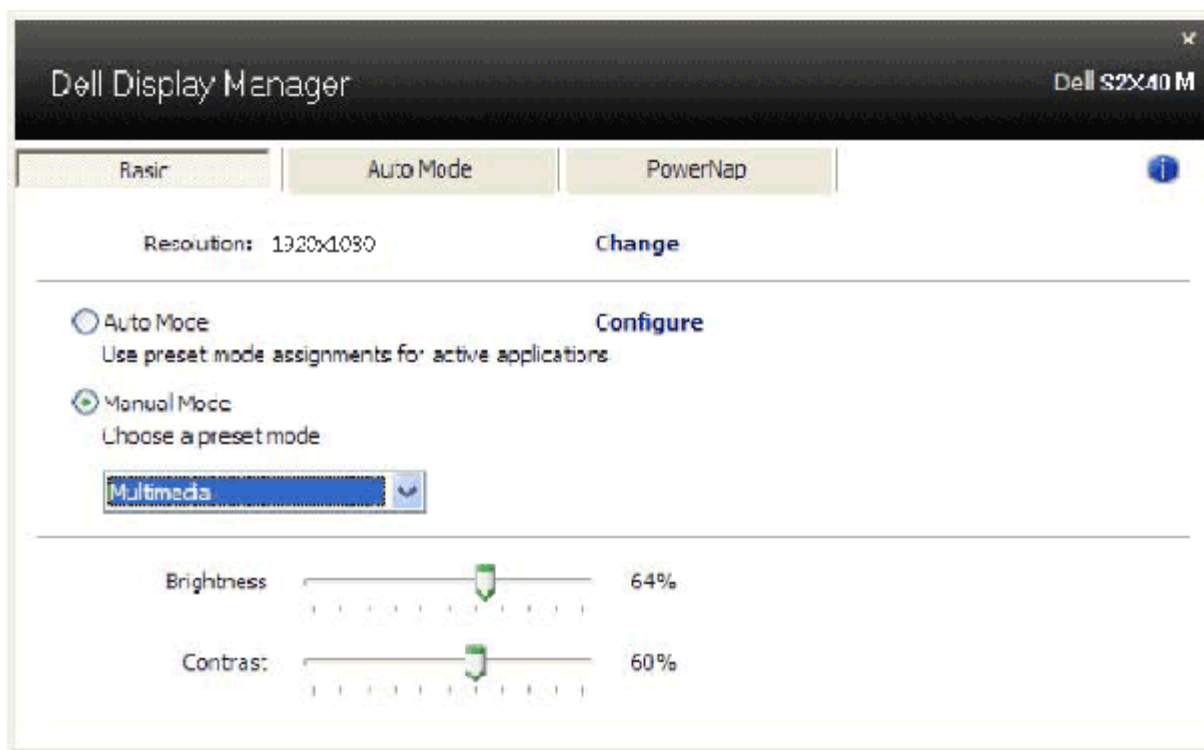 Dell Display Manager
Dell S2X40 M
Basic
Auto Mode
PowerNap
Resolution: 1920x1080
Change
Auto Mode
Configure
Use preset mode assignments for active applications
Manual Mode
Choose a preset mode
Multimedia
Brightness
64%
Contrast
60%